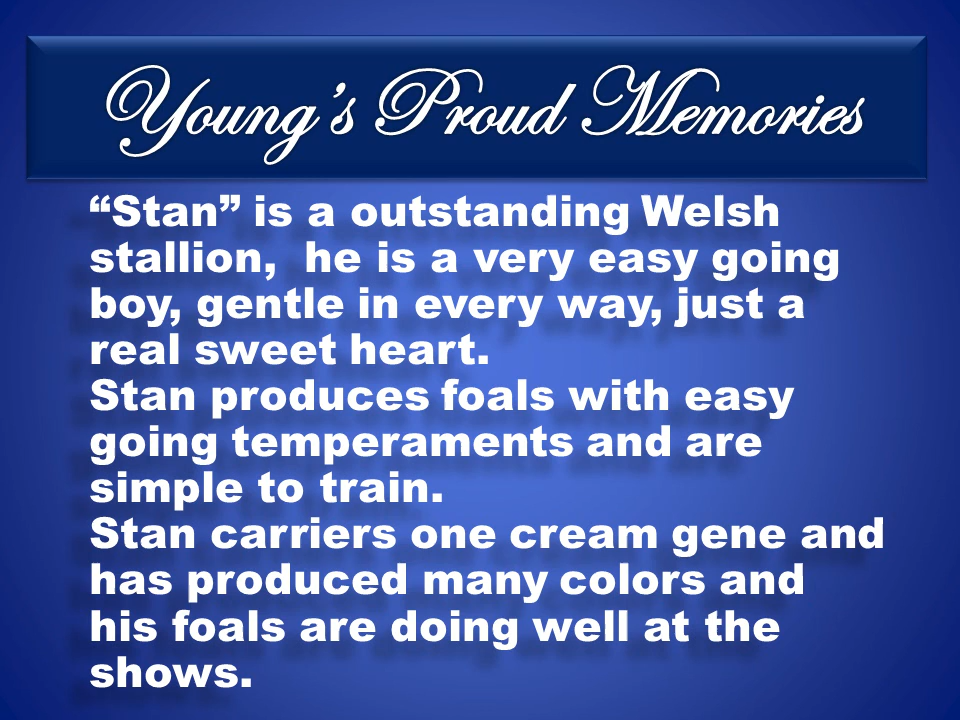 Young’s Proud Memories
“Stan” is a outstanding Welsh
stallion,  he is a very easy going
boy, gentle in every way, just a
real sweet heart.
Stan produces foals with easy
going temperaments and are
simple to train.
Stan carriers one cream gene and
has produced many colors and
his foals are doing well at the
shows.